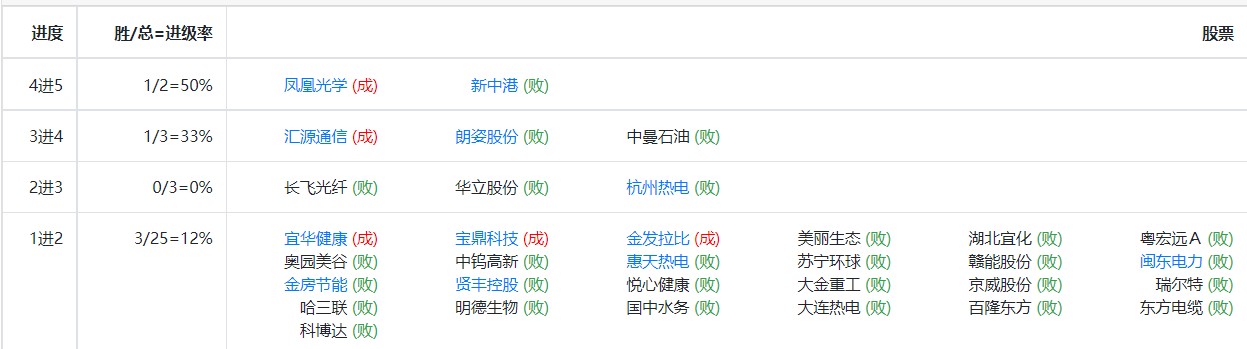 进度 胜/总=进级率 股票
4进5 1/2=50% 凤凰光学 (成) 新中港 (败)
3进4 1/3=33% 汇源通信 (成) 朗姿股份 (败) 中曼石油 (败)
2进3 0/3=0% 长飞光纤 (败) 华立股份 (败) 杭州热电 (败)
1进2 3/25=12% 宜华健康 (成) 宝鼎科技 (成) 金发拉比 (成) 美丽生态 (败) 湖北宜化 (败) 粤宏远Ａ (败)
奥园美谷 (败) 中钨高新 (败) 惠天热电 (败) 苏宁环球 (败) 赣能股份 (败) 闽东电力 (败)
金房节能 (败) 贤丰控股 (败) 悦心健康 (败) 大金重工 (败) 京威股份 (败) 瑞尔特 (败)
哈三联 (败) 明德生物 (败) 国中水务 (败) 大连热电 (败) 百隆东方 (败) 东方电缆 (败)
科博达 (败)